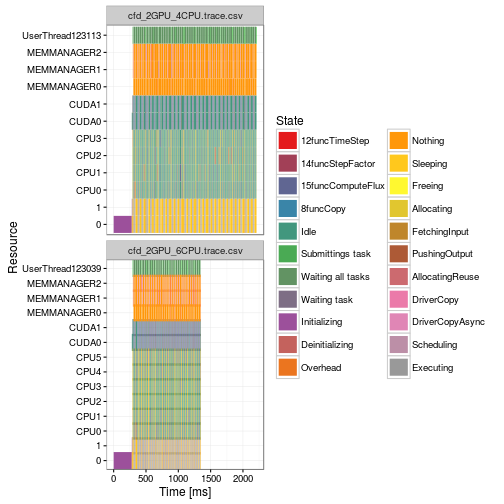 cfd_2GPU_4CPU.trace.csv
UserThread123113
MEMMANAGER2
MEMMANAGER1
MEMMANAGER0
CUDA1
CUDA0
CPU3
CPU2
CPU1
CPU0
1
0
cfd_2GPU_6CPU.trace.csv
UserThread123039
MEMMANAGER2
MEMMANAGER1
MEMMANAGER0
CUDA1
CUDA0
CPU5
CPU4
CPU3
CPU2
CPU1
CPU0
1
0
0 500 1000 1500 2000
Time [ms]
Resource
State
12funcTimeStep
14funcStepFactor
15funcComputeFlux
8funcCopy
Idle
Submittings task
Waiting all tasks
Waiting task
Initializing
Deinitializing
Overhead
Nothing
Sleeping
Freeing
Allocating
FetchingInput
PushingOutput
AllocatingReuse
DriverCopy
DriverCopyAsync
Scheduling
Executing